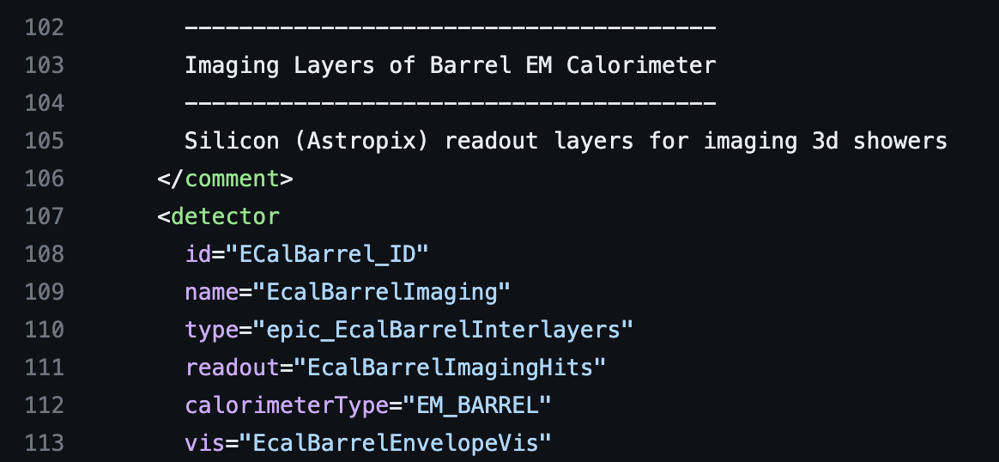 102 ---------------------------------------
103 Imaging Layers of Barrel EM Calorimeter
104 ---------------------------------------
105 Silicon (Astropix) readout layers for imaging 3d showers
106 </comment>
107 <detector
108 id="ECalBarrel_ID"
109 name="EcalBarrelImaging"
110 type="epic_EcalBarrelInterlayers"
111 readout="EcalBarrelImagingHits"
112 calorimeterType="EM_BARREL"
113 vis="EcalBarrelEnvelopeVis"